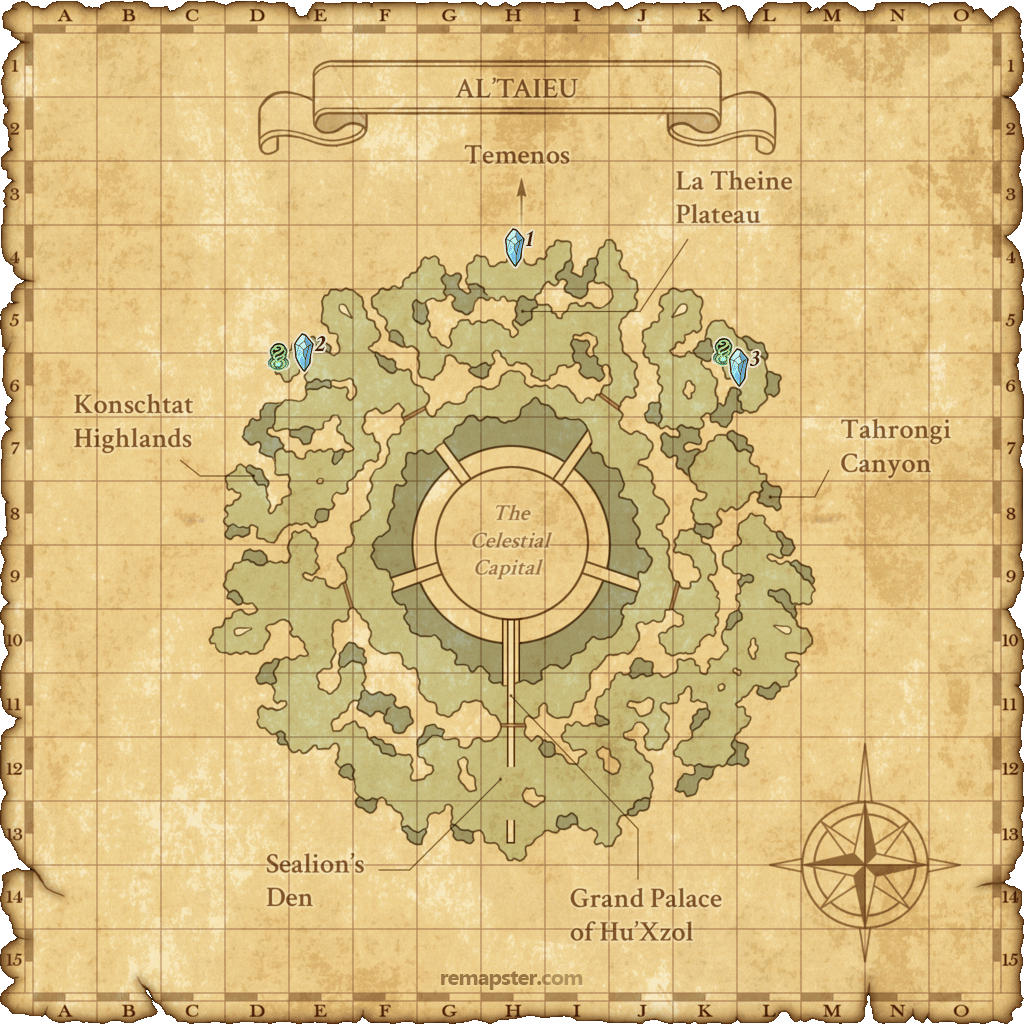 A B C D E F G H I J K L M N O
AL'TAIEU
Temenos
La Theine
Plateau
1
2
3
Konschtat
Highlands
Tahrongi
Canyon
The
Celestial
Capital
Sealion's
Den
Grand Palace
of Hu'Xzol
remapster.com
1 1
2 2
3 3
4 4
5 5
6 6
7 7
8 8
9 9
10 10
11 11
12 12
13 13
14 14
15 15
A B C D E F G H I J K L M N O